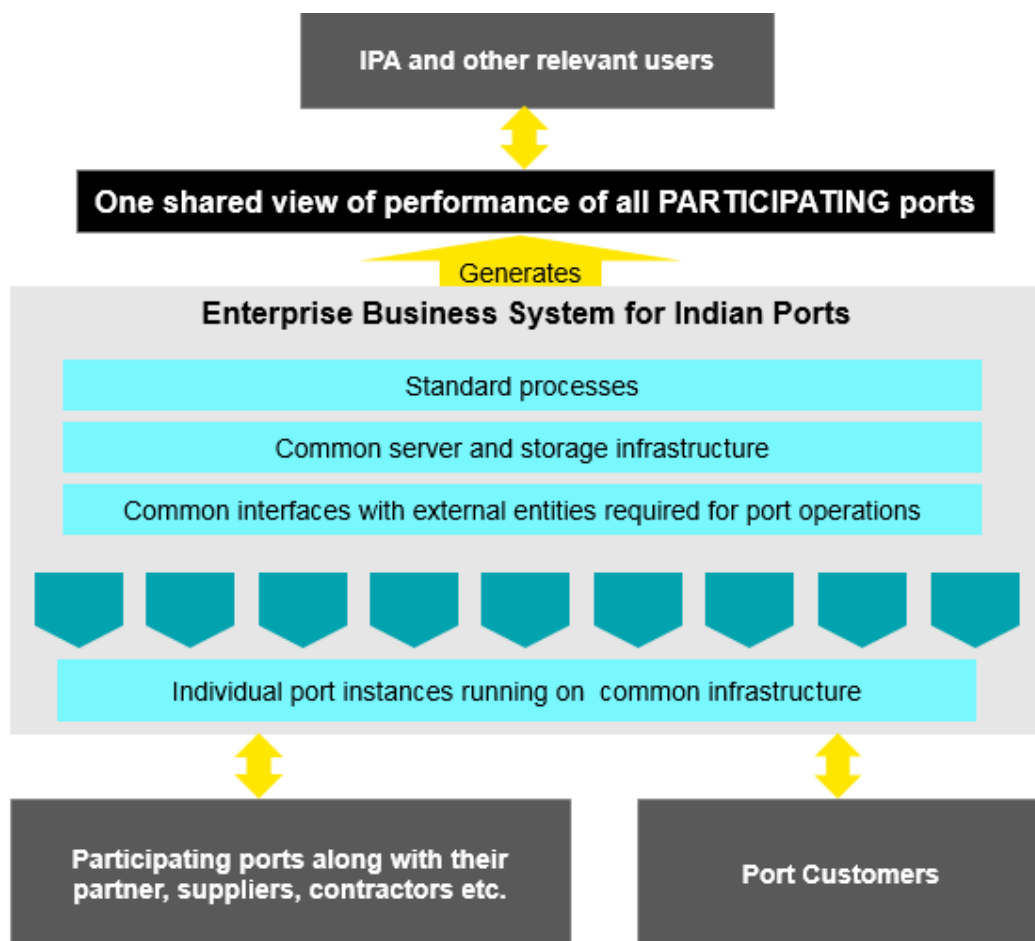 IPA and other relevant users
One shared view of performance of all PARTICIPATING ports
Generates
Enterprise Business System for Indian Ports
Standard processes
Common server and storage infrastructure
Common interfaces with external entities required for port operations
Individual port instances running on common infrastructure
Participating ports along with their
partner, suppliers, contractors etc.
Port Customers